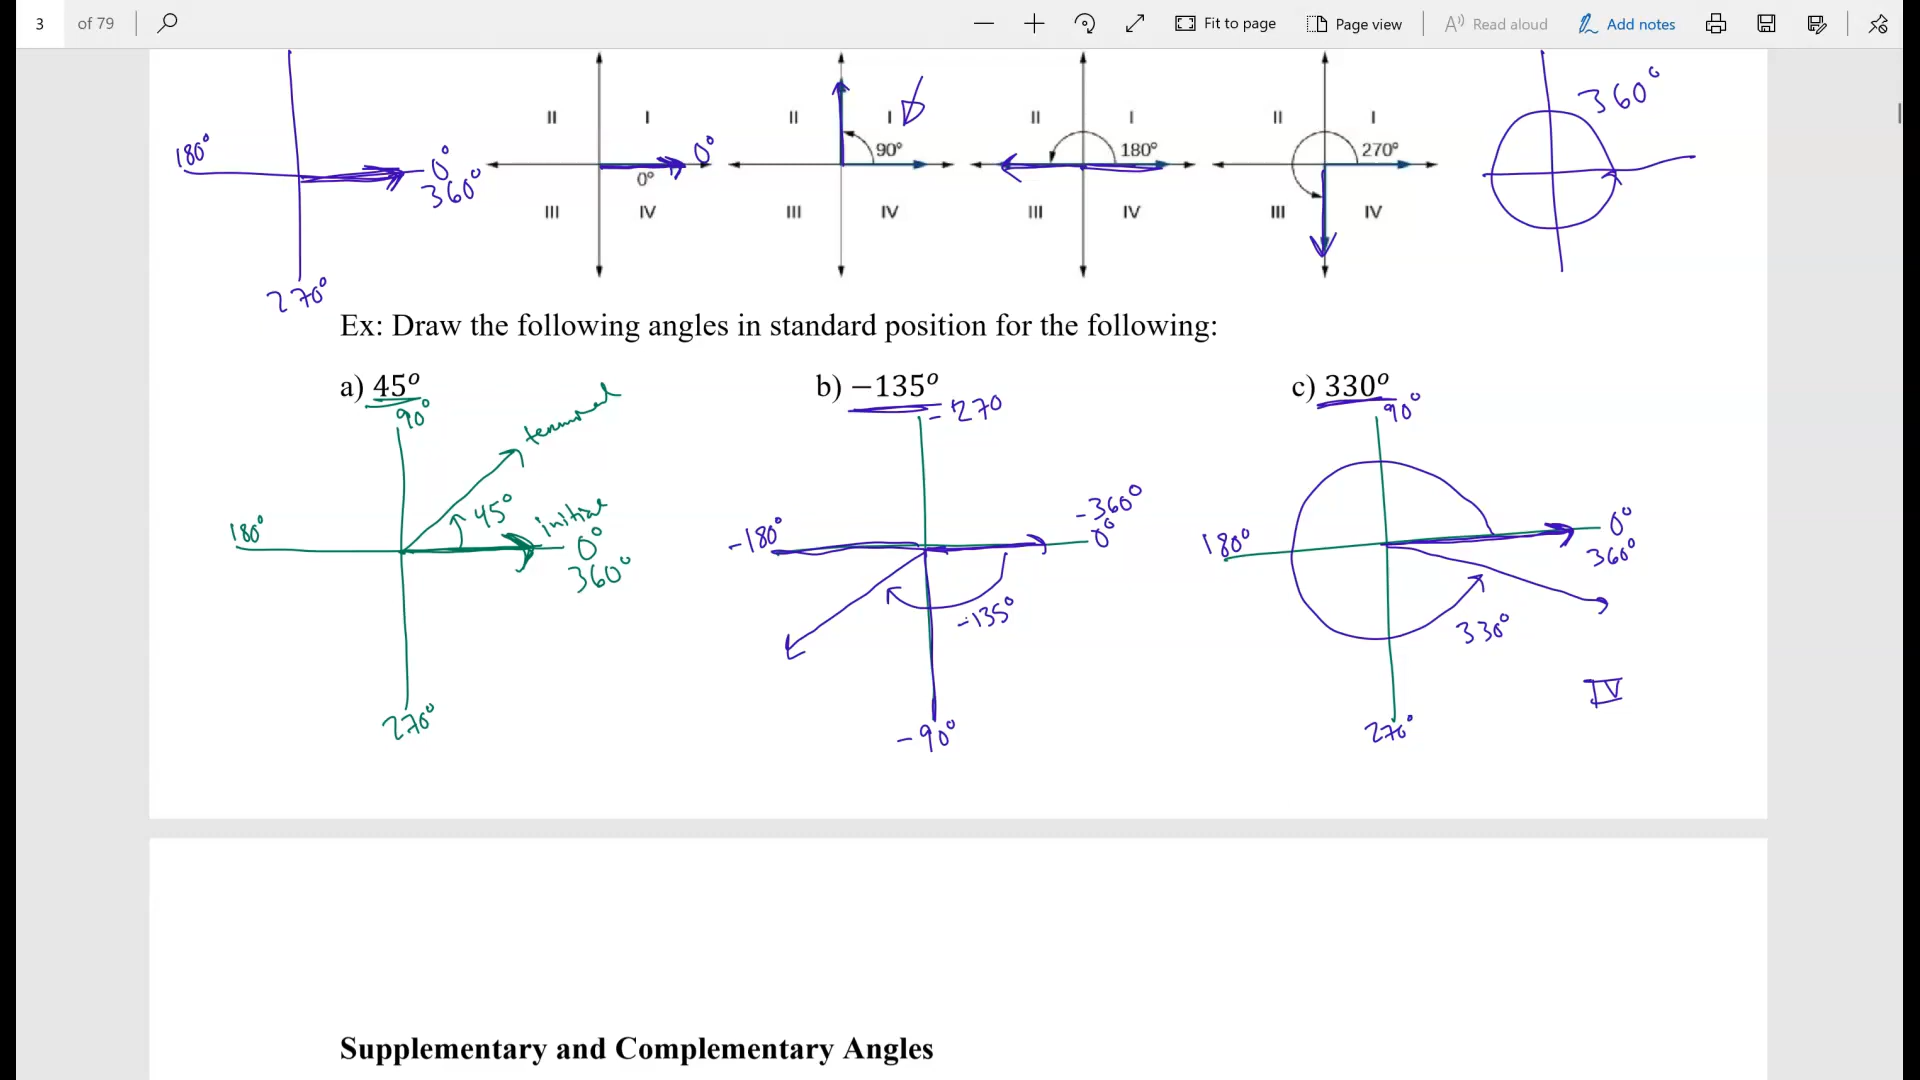 3 of 79 Fit to page Page view Read aloud Add notes
360°
II I II I II I II I
180° 0° 0° 90° 180° 270°
360° 0°
III IV III IV III IV III IV
270°
Ex: Draw the following angles in standard position for the following:
a) 45° b) −135° c) 330°
90° -270 90°
terminal
45° initial -360°
180° 0° -180° 0° 180° 0°
360° 360°
-135° 330°
IV
270° -90° 270°
Supplementary and Complementary Angles